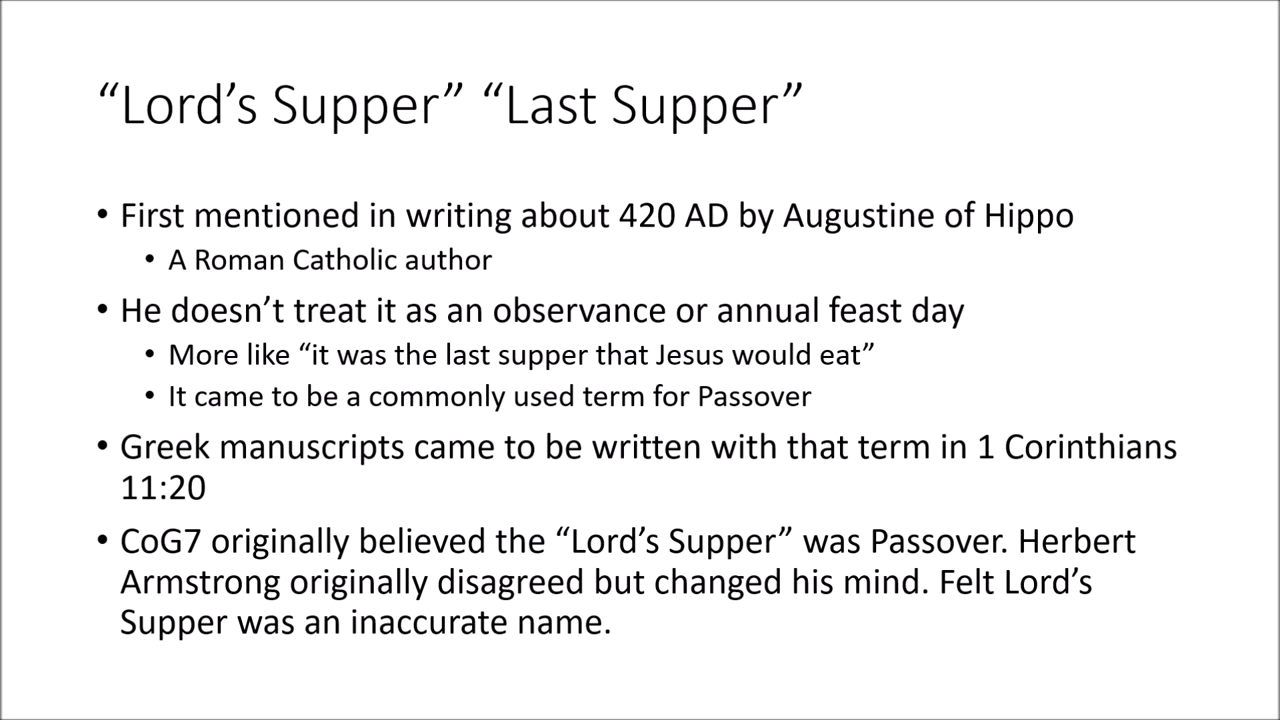 “Lord’s Supper” “Last Supper”
• First mentioned in writing about 420 AD by Augustine of Hippo
• A Roman Catholic author
• He doesn’t treat it as an observance or annual feast day
• More like “it was the last supper that Jesus would eat”
• It came to be a commonly used term for Passover
• Greek manuscripts came to be written with that term in 1 Corinthians
11:20
• CoG7 originally believed the “Lord’s Supper” was Passover. Herbert
Armstrong originally disagreed but changed his mind. Felt Lord’s
Supper was an inaccurate name.